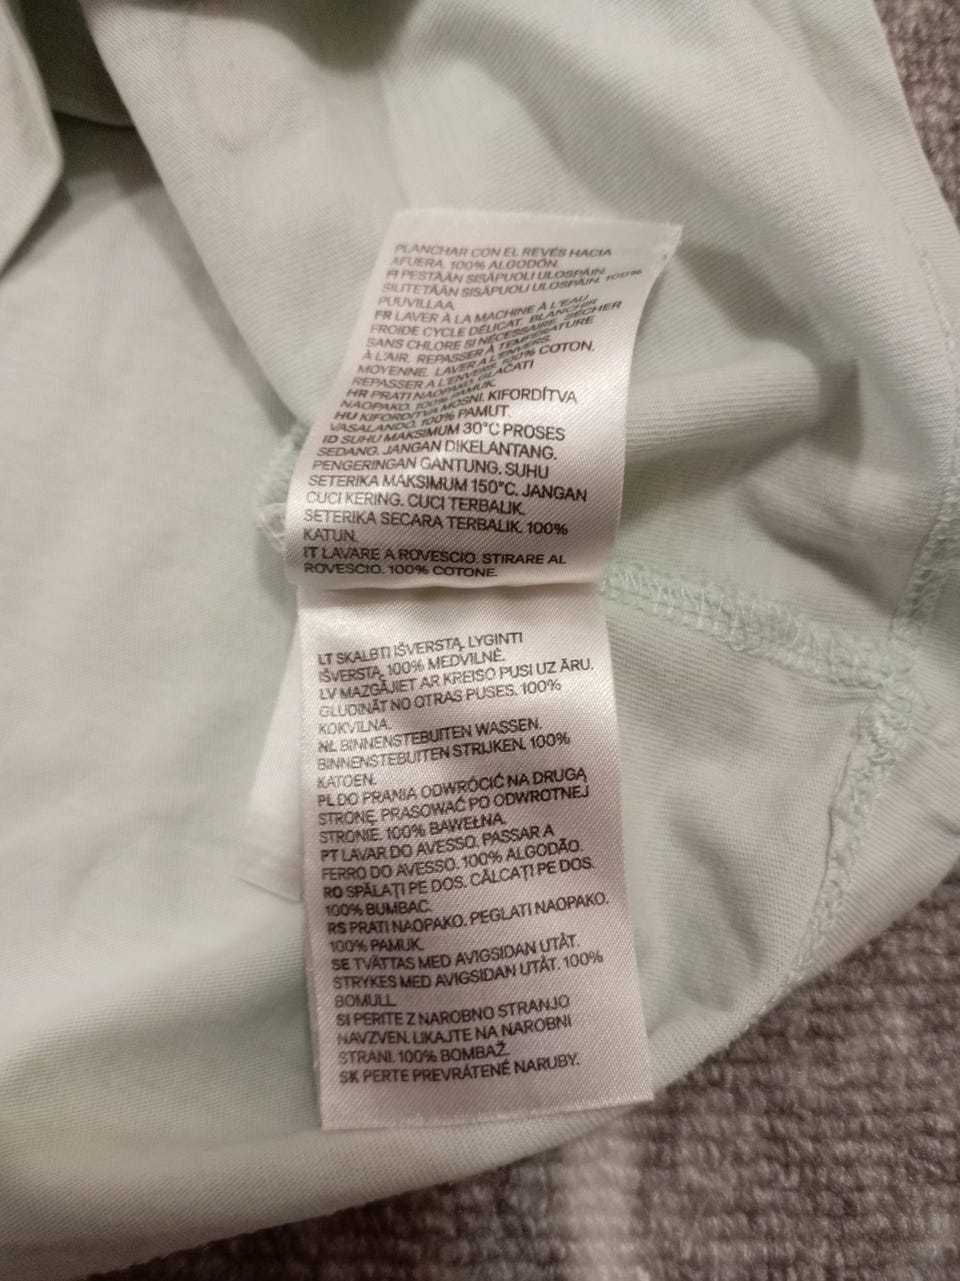 PLANCHAR CON EL REVÉS HACIA
AFUERA. 100% ALGODÓN.
FI PESTÄÄN SISÄPUOLI ULOSPÄIN.
SILITETÄÄN SISÄPUOLI ULOSPÄIN. 100%
PUUVILLAA.
FR LAVER À LA MACHINE À L'EAU
FROIDE CYCLE DÉLICAT. BLANCHIR
SANS CHLORE SI NÉCESSAIRE. SÉCHER
À L'AIR. REPASSER À TEMPÉRATURE
MOYENNE. LAVER A L'ENVERS.
REPASSER A L'ENVERS. 100% COTON.
HR PRATI NAOPAKO. GLAČATI
NAOPAKO. 100% PAMUK.
HU KIFORDÍTVA MOSNI. KIFORDÍTVA
VASALANDÓ. 100% PAMUT.
ID SUHU MAKSIMUM 30°C PROSES
SEDANG. JANGAN DIKELANTANG.
PENGERINGAN GANTUNG. SUHU
SETERIKA MAKSIMUM 150°C. JANGAN
CUCI KERING. CUCI TERBALIK.
SETERIKA SECARA TERBALIK. 100%
KATUN.
IT LAVARE A ROVESCIO. STIRARE AL
ROVESCIO. 100% COTONE.
LT SKALBTI IŠVERSTĄ. LYGINTI
IŠVERSTĄ. 100% MEDVILNĖ.
LV MAZGĀJIET AR KREISO PUSI UZ ĀRU.
GLUDINĀT NO OTRAS PUSES. 100%
KOKVILNA.
NL BINNENSTEBUITEN WASSEN.
BINNENSTEBUITEN STRIJKEN. 100%
KATOEN.
PL DO PRANIA ODWRÓCIĆ NA DRUGĄ
STRONĘ. PRASOWAĆ PO ODWROTNEJ
STRONIE. 100% BAWEŁNA.
PT LAVAR DO AVESSO. PASSAR A
FERRO DO AVESSO. 100% ALGODÃO.
RO SPĂLAȚI PE DOS. CĂLCAȚI PE DOS.
100% BUMBAC.
RS PRATI NAOPAKO. PEGLATI NAOPAKO.
100% PAMUK.
SE TVÄTTAS MED AVIGSIDAN UTÅT.
STRYKES MED AVIGSIDAN UTÅT. 100%
BOMULL.
SI PERITE Z NAROBNO STRANJO
NAVZVEN. LIKAJTE NA NAROBNI
STRANI. 100% BOMBAŽ.
SK PERTE PREVRÁTENÉ NARUBY.